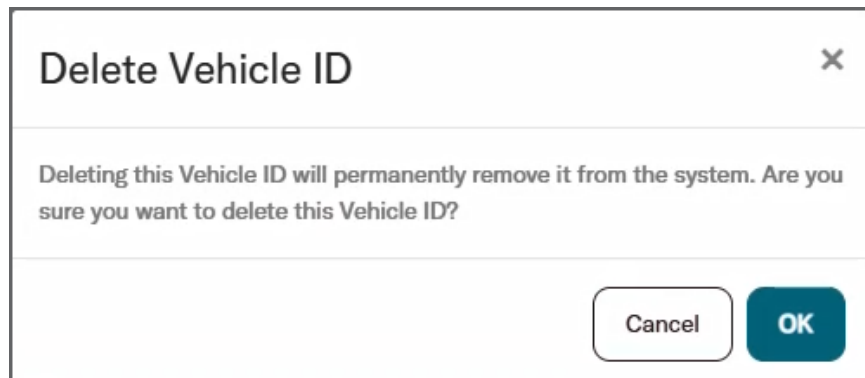 Delete Vehicle ID
Deleting this Vehicle ID will permanently remove it from the system. Are you
sure you want to delete this Vehicle ID?
Cancel
OK